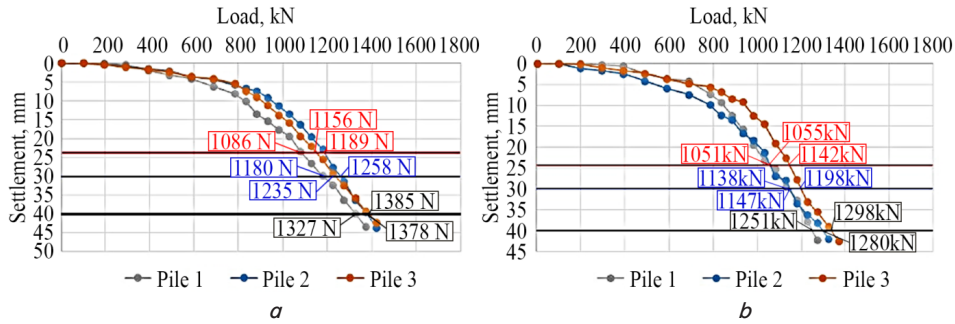 Load, kN
0 200 400 600 800 1000 1200 1400 1600 1800
Settlement, mm
0
5
10
15
20
25
30
35
40
45
50
1156 N
1086 N
1189 N
1180 N
1258 N
1235 N
1385 N
1327 N
1378 N
Pile 1 Pile 2 Pile 3
a
Load, kN
0 200 400 600 800 1000 1200 1400 1600 1800
Settlement, mm
0
5
10
15
20
25
30
35
40
45
1055kN
1051kN
1142kN
1138kN
1198kN
1147kN
1251kN
1298kN
1280kN
Pile 1 Pile 2 Pile 3
b